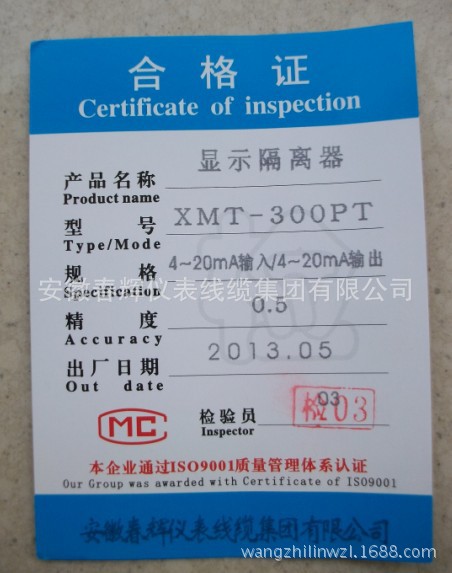 合格证
Certificate of inspection
产品名称 显示隔离器
Product name
型号 XMT-300PT
Type/Mode
规格 4~20mA输入/4~20mA输出
Specification
安徽春辉仪表线缆集团有限公司
精度 0.5
Accuracy
出厂日期 2013.05
Out date
MC 检验员 03 检03
Inspector
本企业通过ISO9001质量管理体系认证
Our Group was awarded with Certificate of ISO9001
安徽春辉仪表线缆集团有限公司
wangzhilinwzl.1688.com